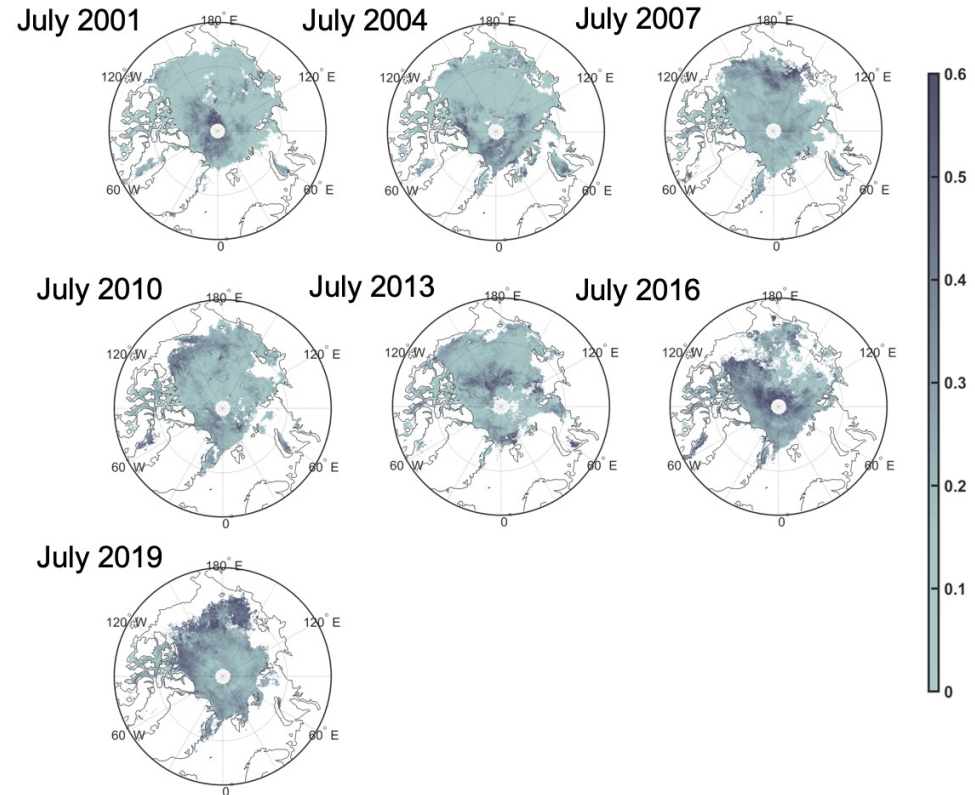 July 2001
July 2004
July 2007
180° E
180° E
180° E
120° W
120° E
120° W
120° E
120° W
120° E
60° W
60° E
60° W
60° E
60° W
60° E
0
0
0
July 2010
July 2013
July 2016
180° E
180° E
180° E
120° W
120° E
120° W
120° E
120° W
120° E
60° W
60° E
60° W
60° E
60° W
60° E
0
0
0
July 2019
180° E
120° W
120° E
60° W
60° E
0
0.6
0.5
0.4
0.3
0.2
0.1
0